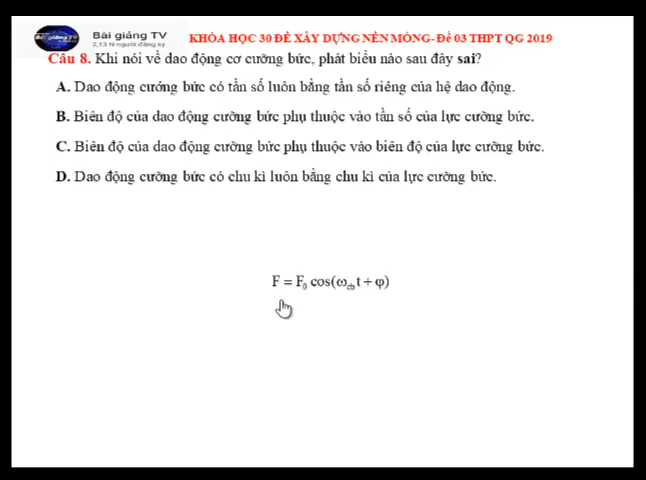 Bài giảng TV
Bài giảng TV
2,13 N người đăng ký
KHÓA HỌC 30 ĐỀ XÂY DỰNG NỀN MÓNG- Đề 03 THPT QG 2019
Câu 8. Khi nói về dao động cơ cưỡng bức, phát biểu nào sau đây sai?
A. Dao động cướng bức có tần số luôn bằng tần số riêng của hệ dao động.
B. Biên độ của dao động cưỡng bức phụ thuộc vào tần số của lực cưỡng bức.
C. Biên độ của dao động cưỡng bức phụ thuộc vào biên độ của lực cưỡng bức.
D. Dao động cưỡng bức có chu kì luôn bằng chu kì của lực cưỡng bức.
F = F₀ cos(ω_cb t + φ)